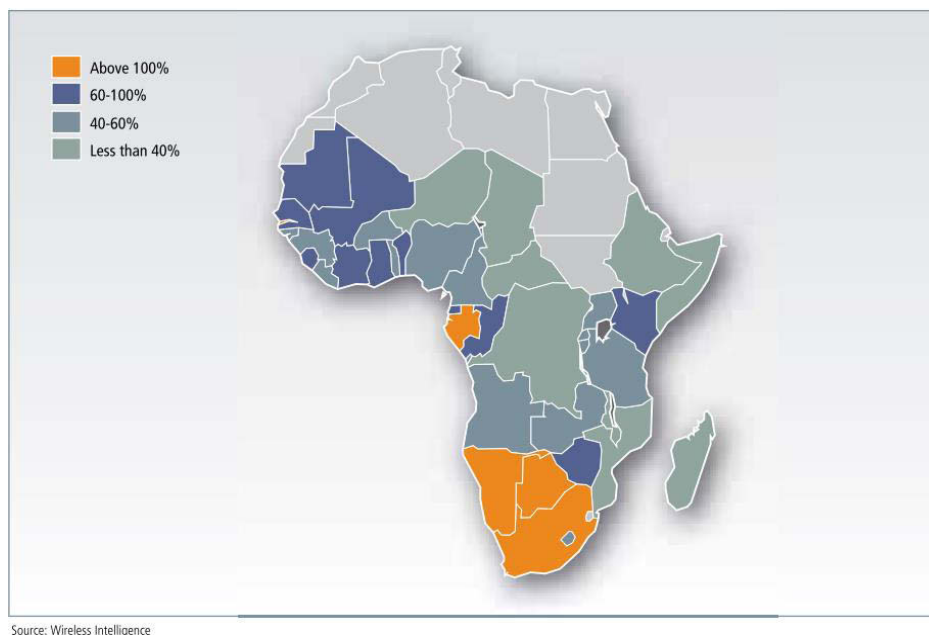 Above 100%
60-100%
40-60%
Less than 40%
Source: Wireless Intelligence